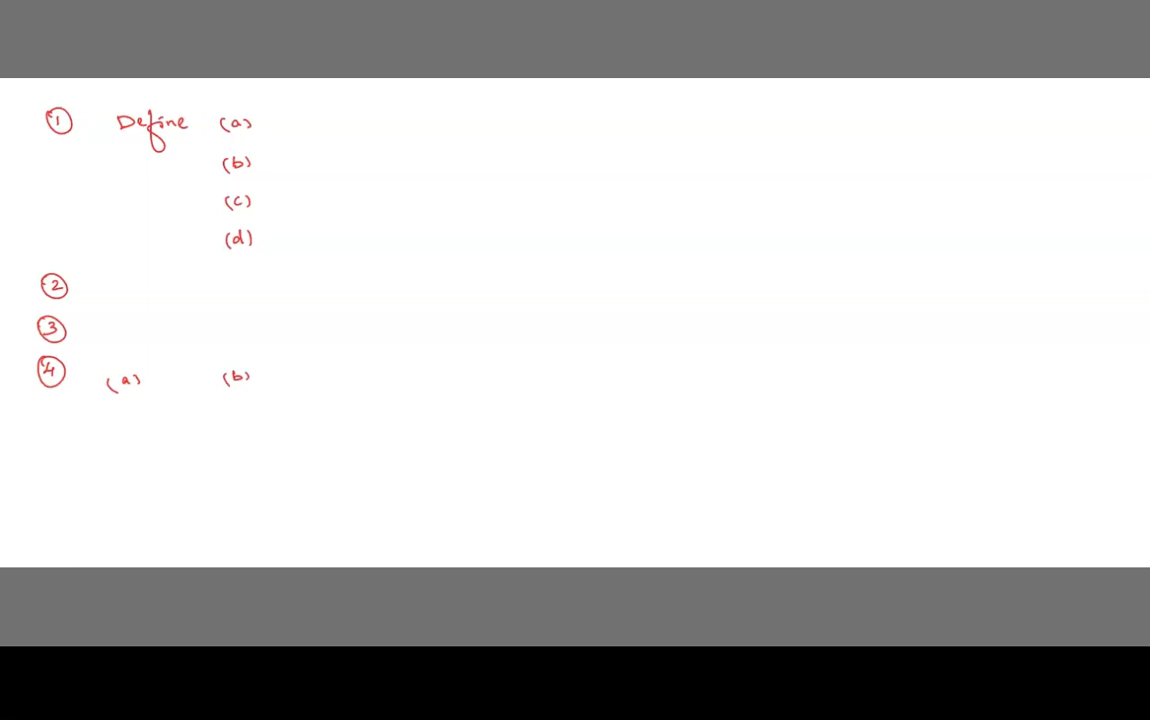 ① Define (a)
(b)
(c)
(d)
②
③
④ (a) (b)